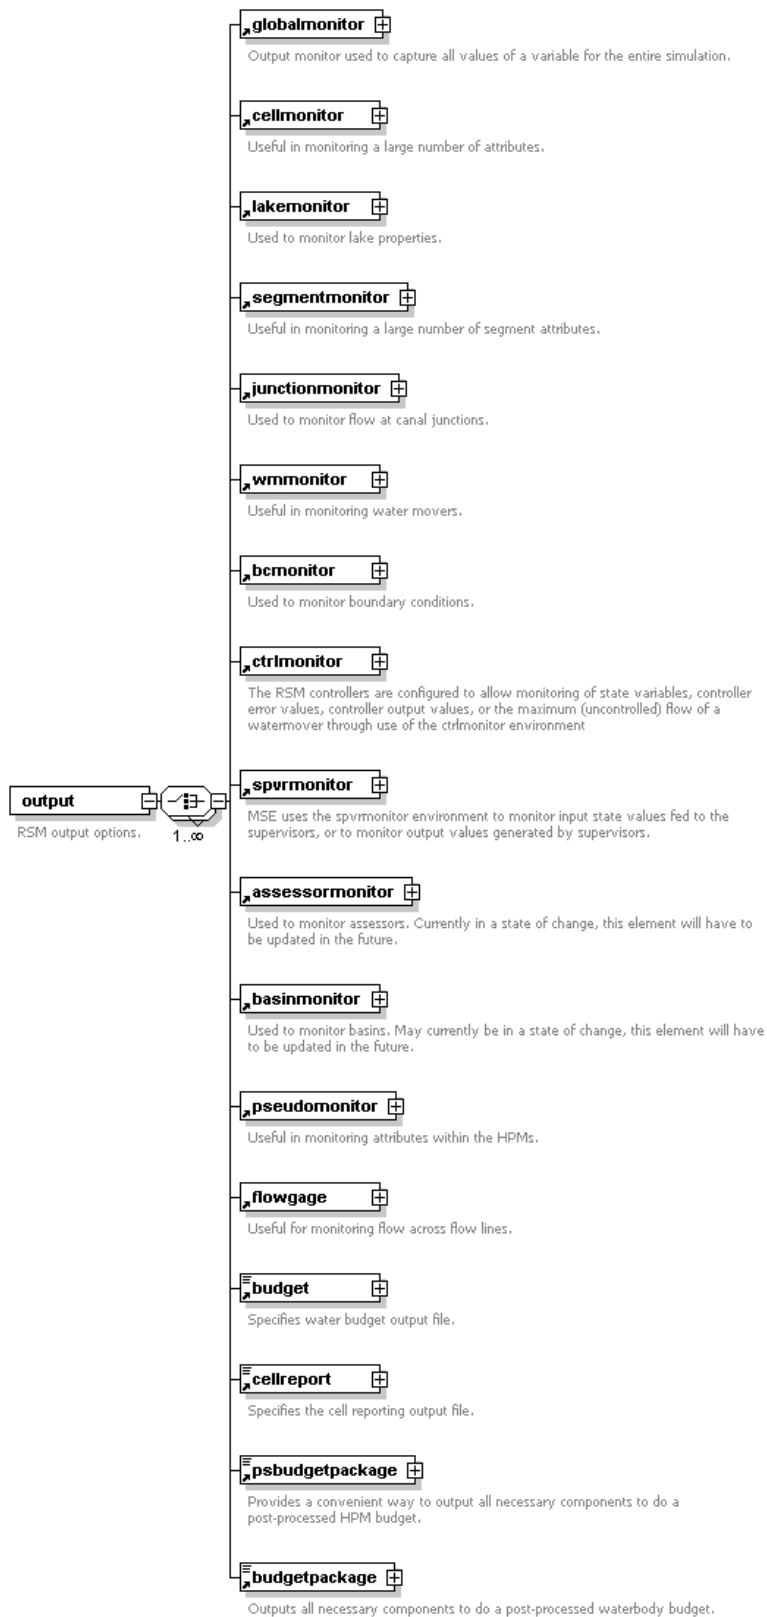 globalmonitor
Output monitor used to capture all values of a variable for the entire simulation.
cellmonitor
Useful in monitoring a large number of attributes.
lakemonitor
Used to monitor lake properties.
segmentmonitor
Useful in monitoring a large number of segment attributes.
junctionmonitor
Used to monitor flow at canal junctions.
wmmonitor
Useful in monitoring water movers.
bcmonitor
Used to monitor boundary conditions.
ctrlmonitor
The RSM controllers are configured to allow monitoring of state variables, controller
error values, controller output values, or the maximum (uncontrolled) flow of a
watermover through use of the ctrlmonitor environment
output
RSM output options.
1..∞
spvrmonitor
MSE uses the spvrmonitor environment to monitor input state values fed to the
supervisors, or to monitor output values generated by supervisors.
assessormonitor
Used to monitor assessors. Currently in a state of change, this element will have to
be updated in the future.
basinmonitor
Used to monitor basins. May currently be in a state of change, this element will have
to be updated in the future.
pseudomonitor
Useful in monitoring attributes within the HPMs.
flowgage
Useful for monitoring flow across flow lines.
budget
Specifies water budget output file.
cellreport
Specifies the cell reporting output file.
psbudgetpackage
Provides a convenient way to output all necessary components to do a
post-processed HPM budget.
budgetpackage
Outputs all necessary components to do a post-processed waterbody budget.